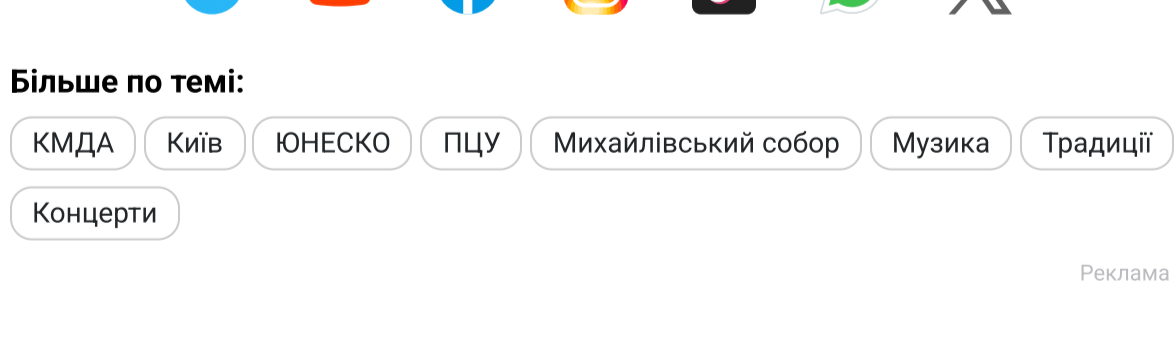 Більше по темі:
КМДА Київ ЮНЕСКО ПЦУ Михайлівський собор Музика Традиції
Концерти
Реклама